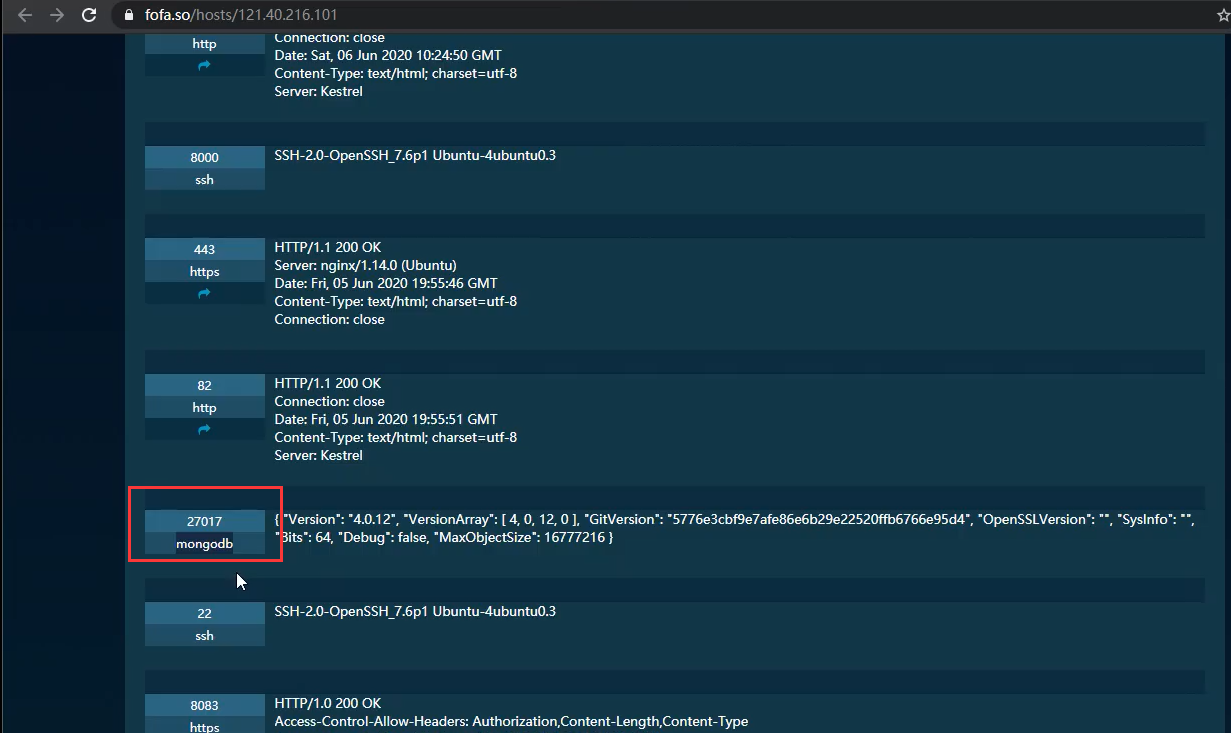 fofa.so/hosts/121.40.216.101
http
Connection: close
Date: Sat, 06 Jun 2020 10:24:50 GMT
Content-Type: text/html; charset=utf-8
Server: Kestrel
8000
ssh
SSH-2.0-OpenSSH_7.6p1 Ubuntu-4ubuntu0.3
443
https
HTTP/1.1 200 OK
Server: nginx/1.14.0 (Ubuntu)
Date: Fri, 05 Jun 2020 19:55:46 GMT
Content-Type: text/html; charset=utf-8
Connection: close
82
http
HTTP/1.1 200 OK
Connection: close
Date: Fri, 05 Jun 2020 19:55:51 GMT
Content-Type: text/html; charset=utf-8
Server: Kestrel
27017
mongodb
{ "Version": "4.0.12", "VersionArray": [ 4, 0, 12, 0 ], "GitVersion": "5776e3cbf9e7afe86e6b29e22520ffb6766e95d4", "OpenSSLVersion": "", "SysInfo": "",
"Bits": 64, "Debug": false, "MaxObjectSize": 16777216 }
22
ssh
SSH-2.0-OpenSSH_7.6p1 Ubuntu-4ubuntu0.3
8083
https
HTTP/1.0 200 OK
Access-Control-Allow-Headers: Authorization,Content-Length,Content-Type